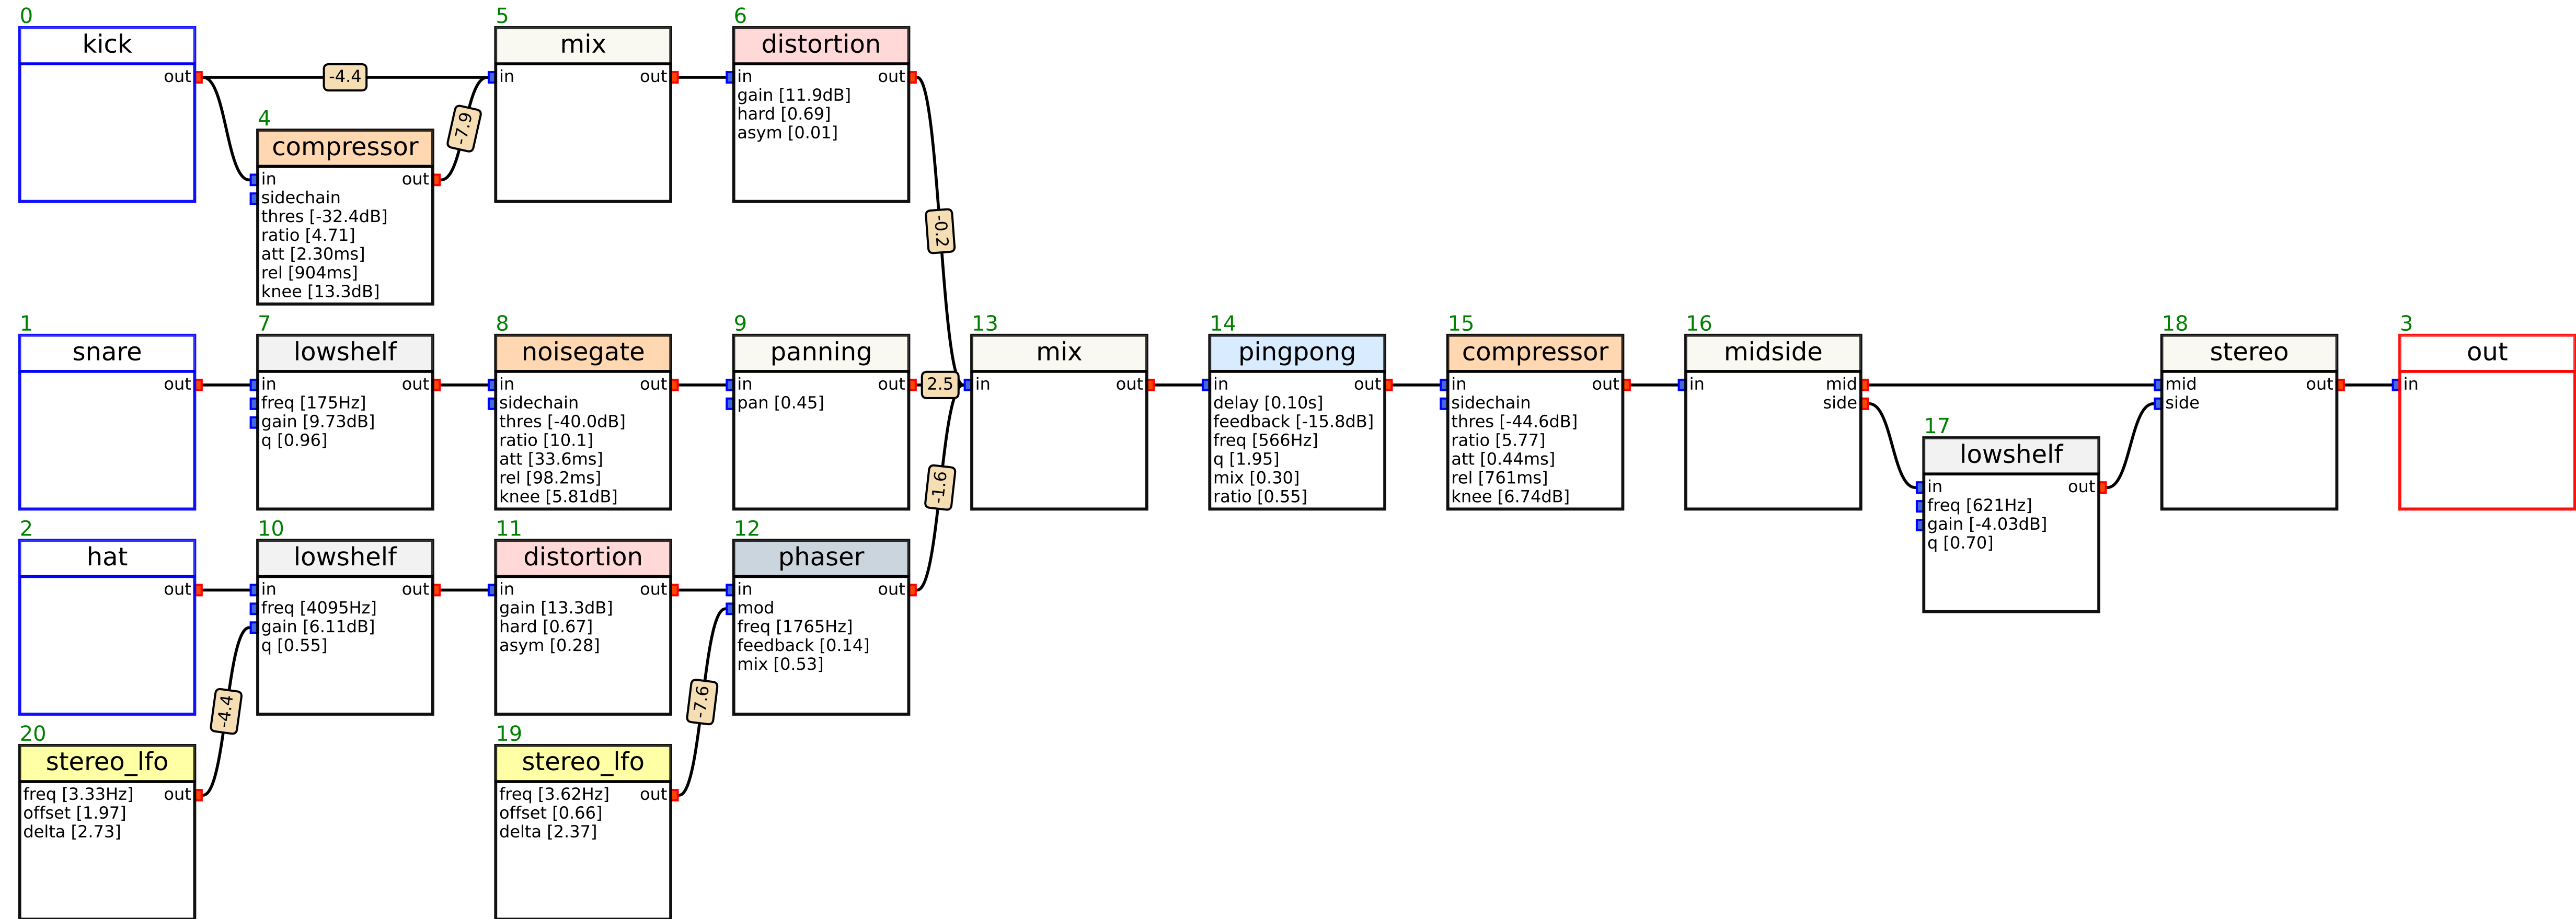 0
kick
out
-4.4
4
compressor
in out
sidechain
thres [-32.4dB]
ratio [4.71]
att [2.30ms]
rel [904ms]
knee [13.3dB]
-7.9
5
mix
in out
6
distortion
in out
gain [11.9dB]
hard [0.69]
asym [0.01]
-0.2
1
snare
out
7
lowshelf
in out
freq [175Hz]
gain [9.73dB]
q [0.96]
8
noisegate
in out
sidechain
thres [-40.0dB]
ratio [10.1]
att [33.6ms]
rel [98.2ms]
knee [5.81dB]
9
panning
in out
pan [0.45]
2.5
13
mix
in out
14
pingpong
in out
delay [0.10s]
feedback [-15.8dB]
freq [566Hz]
q [1.95]
mix [0.30]
ratio [0.55]
15
compressor
in out
sidechain
thres [-44.6dB]
ratio [5.77]
att [0.44ms]
rel [761ms]
knee [6.74dB]
16
midside
in mid
side
17
lowshelf
in out
freq [621Hz]
gain [-4.03dB]
q [0.70]
18
stereo
mid out
side
3
out
in
2
hat
out
10
lowshelf
in out
freq [4095Hz]
gain [6.11dB]
q [0.55]
11
distortion
in out
gain [13.3dB]
hard [0.67]
asym [0.28]
12
phaser
in out
mod
freq [1765Hz]
feedback [0.14]
mix [0.53]
-1.6
20
stereo_lfo
freq [3.33Hz] out
offset [1.97]
delta [2.73]
-4.4
19
stereo_lfo
freq [3.62Hz] out
offset [0.66]
delta [2.37]
-7.6